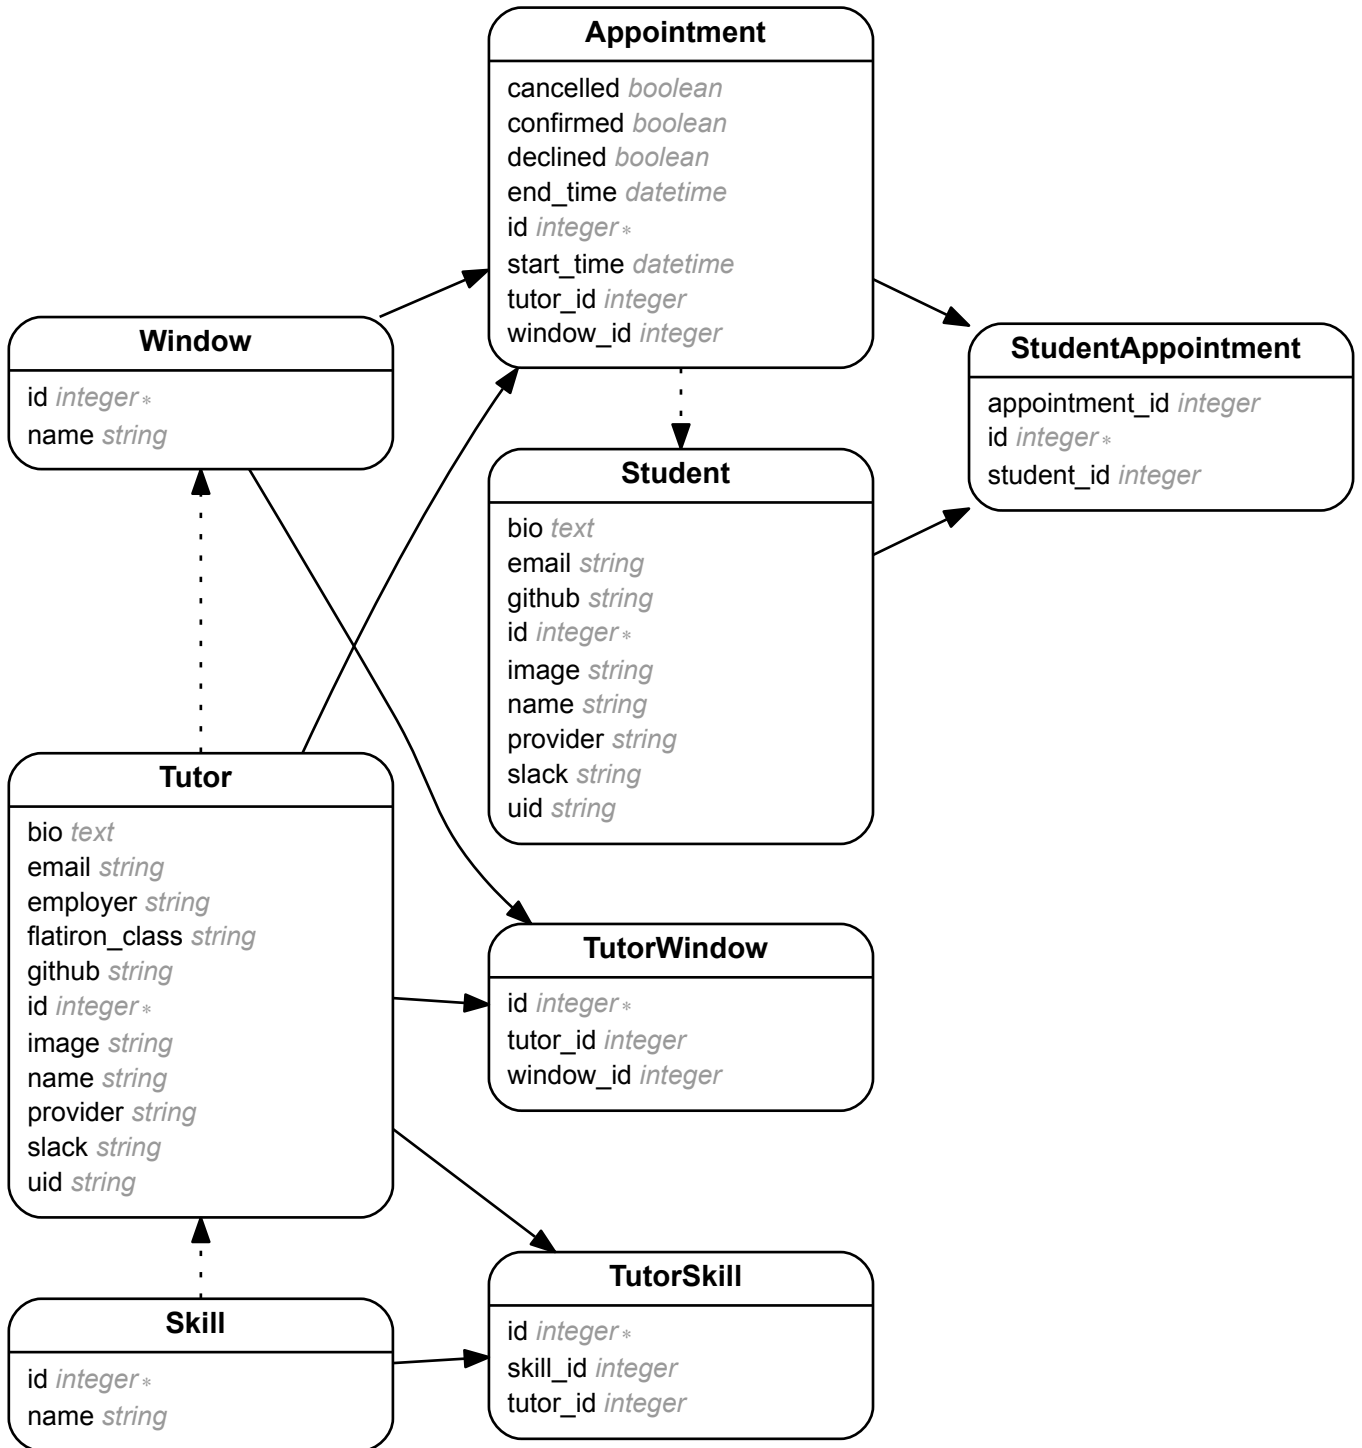 Appointment
cancelled boolean
confirmed boolean
declined boolean
end_time datetime
id integer *
start_time datetime
tutor_id integer
window_id integer
Window
id integer *
name string
StudentAppointment
appointment_id integer
id integer *
student_id integer
Student
bio text
email string
github string
id integer *
image string
name string
provider string
slack string
uid string
Tutor
bio text
email string
employer string
flatiron_class string
github string
id integer *
image string
name string
provider string
slack string
uid string
TutorWindow
id integer *
tutor_id integer
window_id integer
TutorSkill
id integer *
skill_id integer
tutor_id integer
Skill
id integer *
name string